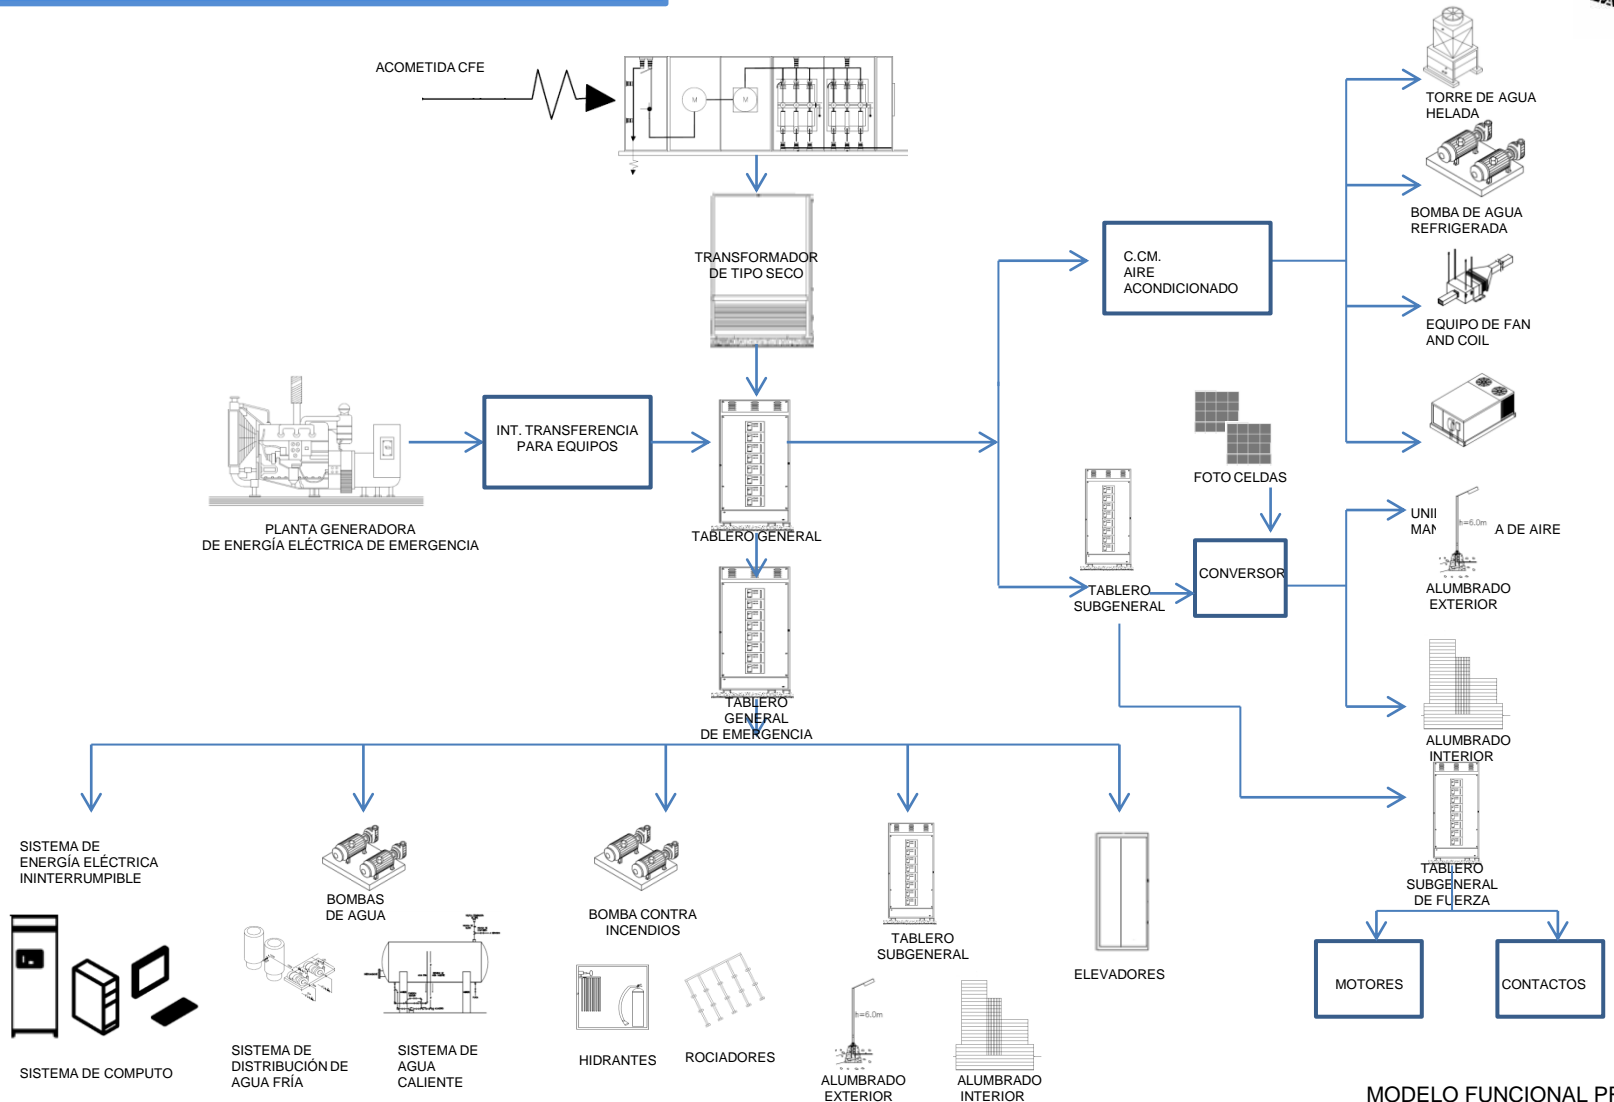 ACOMETIDA CFE
M
M
TORRE DE AGUA
HELADA
BOMBA DE AGUA
REFRIGERADA
TRANSFORMADOR
DE TIPO SECO
C.CM.
AIRE
ACONDICIONADO
EQUIPO DE FAN
AND COIL
INT. TRANSFERENCIA
PARA EQUIPOS
FOTO CELDAS
PLANTA GENERADORA
DE ENERGÍA ELÉCTRICA DE EMERGENCIA
TABLERO GENERAL
A DE AIRE
h=6.0m
CONVERSOR
TABLERO
SUBGENERAL
ALUMBRADO
EXTERIOR
TABLERO
GENERAL
DE EMERGENCIA
ALUMBRADO
INTERIOR
TABLERO
SUBGENERAL
DE FUERZA
MOTORES
CONTACTOS
SISTEMA DE
ENERGÍA ELÉCTRICA
ININTERRUMPIBLE
BOMBAS
DE AGUA
BOMBA CONTRA
INCENDIOS
TABLERO
SUBGENERAL
ELEVADORES
h=6.0m
SISTEMA DE COMPUTO
SISTEMA DE
DISTRIBUCIÓN DE
AGUA FRÍA
SISTEMA DE
AGUA
CALIENTE
HIDRANTES
ROCIADORES
ALUMBRADO
EXTERIOR
ALUMBRADO
INTERIOR
MODELO FUNCIONAL